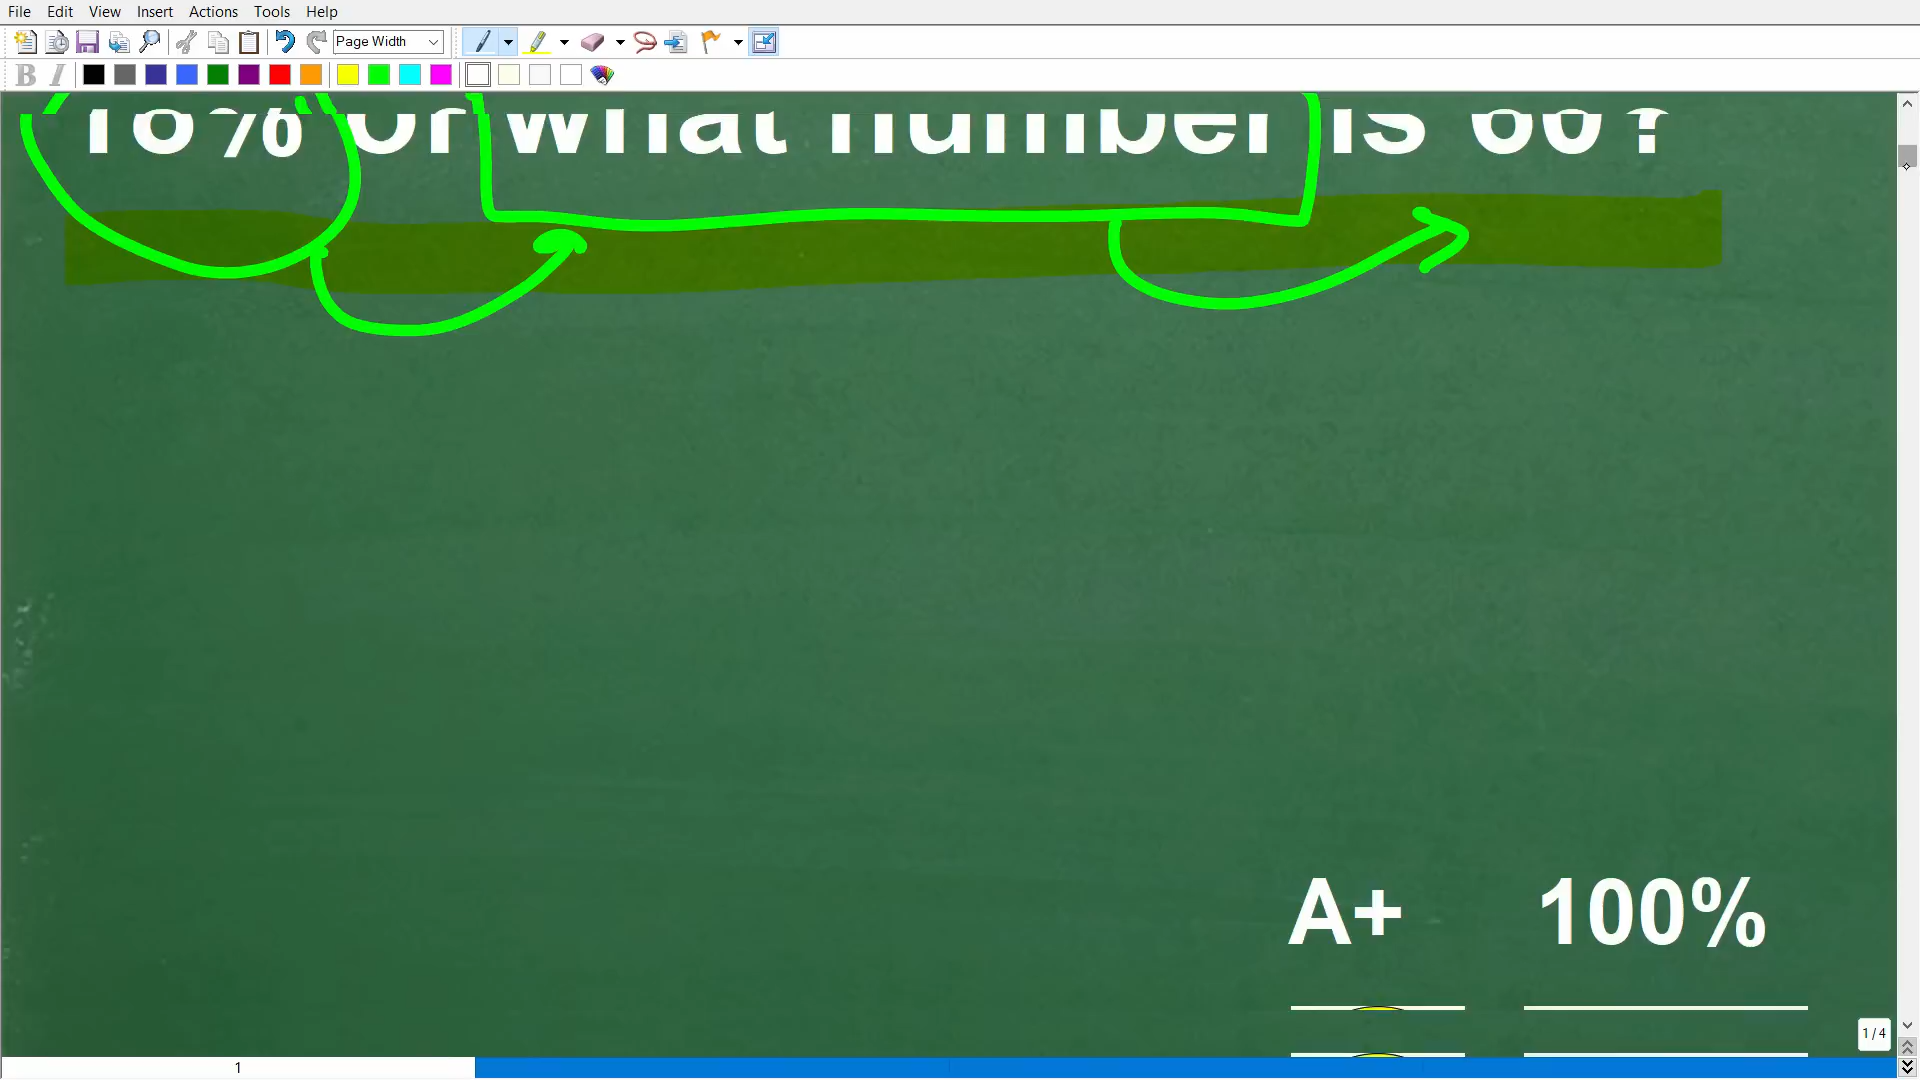 File Edit View Insert Actions Tools Help
Page Width
B I
of what number is
A+ 100%
1 / 4
1